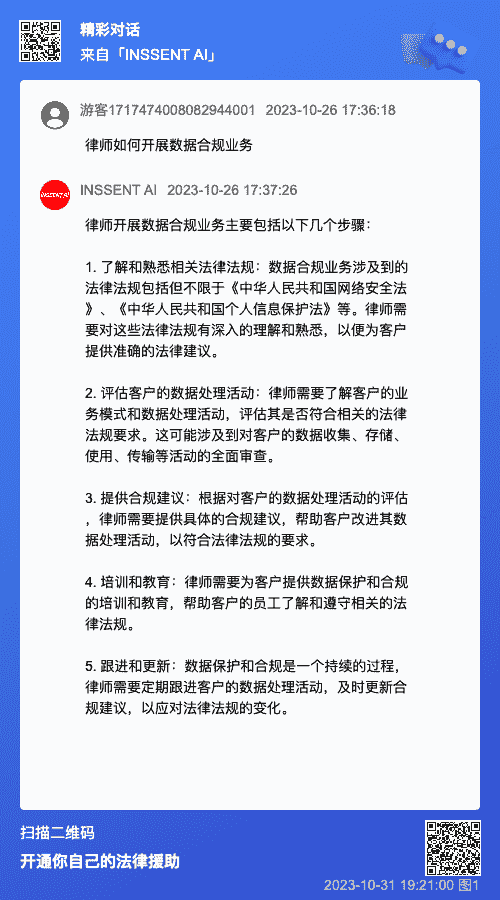 精彩对话
来自「INSSENT AI」
游客1717474008082944001 2023-10-26 17:36:18
律师如何开展数据合规业务
INSSENT AI
INSSENT AI 2023-10-26 17:37:26
律师开展数据合规业务主要包括以下几个步骤：
1. 了解和熟悉相关法律法规：数据合规业务涉及到的
法律法规包括但不限于《中华人民共和国网络安全法
》、《中华人民共和国个人信息保护法》等。律师需
要对这些法律法规有深入的理解和熟悉，以便为客户
提供准确的法律建议。
2. 评估客户的数据处理活动：律师需要了解客户的业
务模式和数据处理活动，评估其是否符合相关的法律
法规要求。这可能涉及到对客户的数据收集、存储、
使用、传输等活动的全面审查。
3. 提供合规建议：根据对客户的数据处理活动的评估
，律师需要提供具体的合规建议，帮助客户改进其数
据处理活动，以符合法律法规的要求。
4. 培训和教育：律师需要为客户提供数据保护和合规
的培训和教育，帮助客户的员工了解和遵守相关的法
律法规。
5. 跟进和更新：数据保护和合规是一个持续的过程，
律师需要定期跟进客户的数据处理活动，及时更新合
规建议，以应对法律法规的变化。
扫描二维码
开通你自己的法律援助
2023-10-31 19:21:00 图1